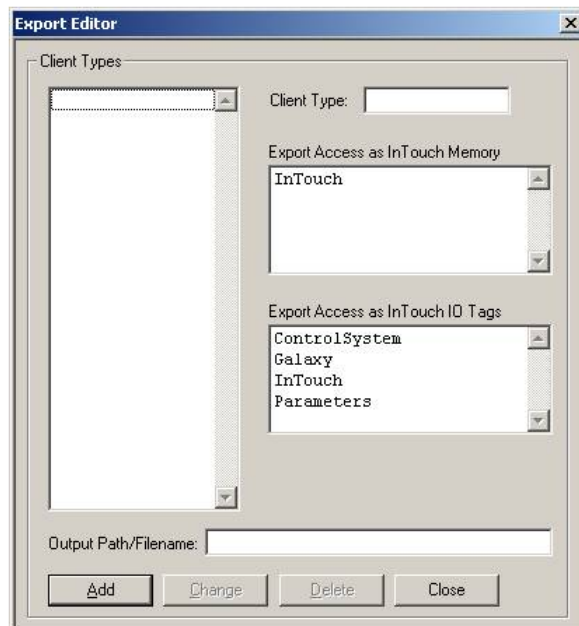 Export Editor
Client Types
Client Type:
Export Access as InTouch Memory
InTouch
Export Access as InTouch IO Tags
ControlSystem
Galaxy
InTouch
Parameters
Output Path/Filename:
Add Change Delete Close